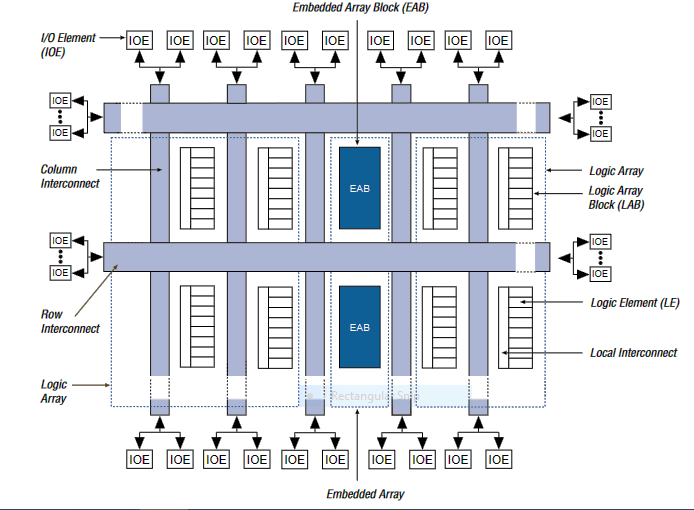 Embedded Array Block (EAB)
I/O Element
(IOE)
IOE IOE IOE IOE IOE IOE IOE IOE IOE IOE
IOE IOE
IOE IOE
Column
Interconnect
EAB
Logic Array
Logic Array
Block (LAB)
IOE IOE
IOE IOE
Row
Interconnect
EAB
Logic Element (LE)
Local Interconnect
Logic
Array
Rectangular Snip
IOE IOE IOE IOE IOE IOE IOE IOE IOE IOE
Embedded Array